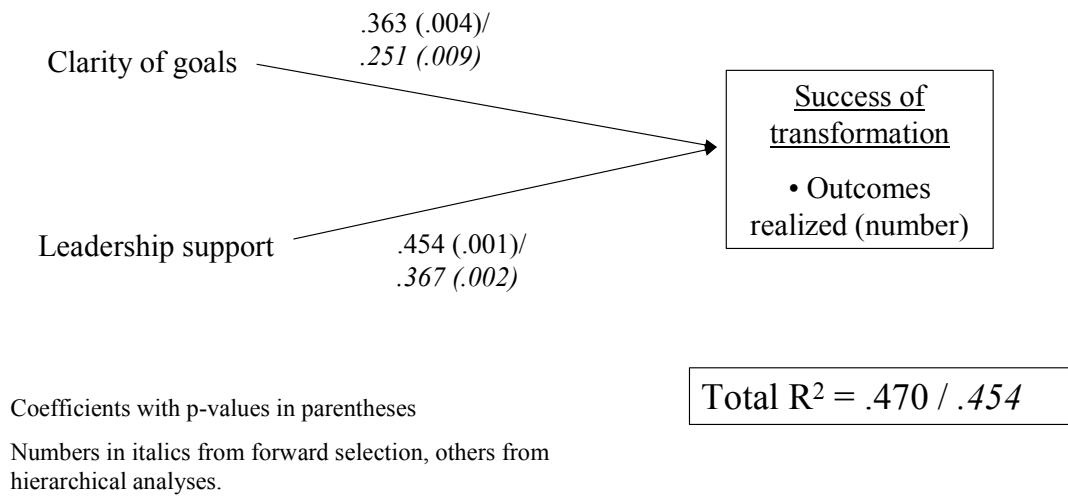 .363 (.004)/
.251 (.009)
Clarity of goals
Success of
transformation
• Outcomes
realized (number)
Leadership support
.454 (.001)/
.367 (.002)
Total R² = .470 / .454
Coefficients with p-values in parentheses
Numbers in italics from forward selection, others from
hierarchical analyses.